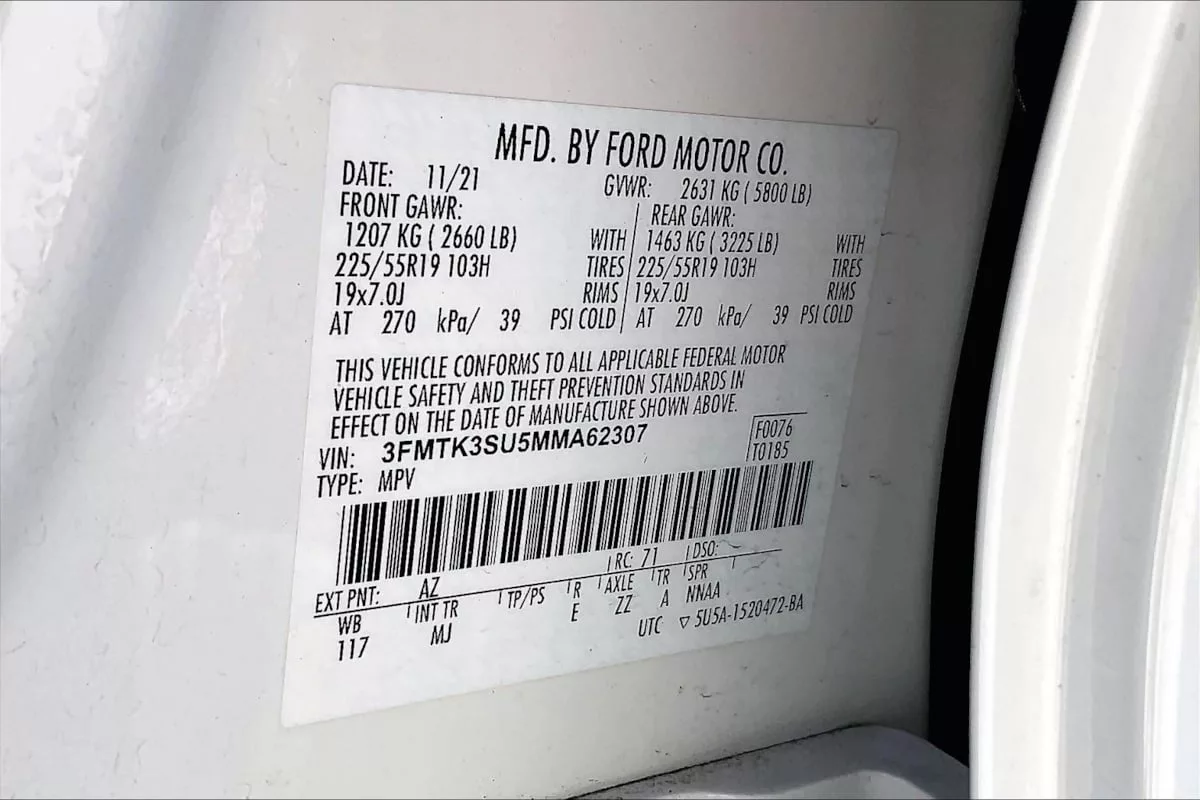 MFD. BY FORD MOTOR CO.
DATE: 11/21 GVWR: 2631 KG ( 5800 LB)
FRONT GAWR: REAR GAWR:
1207 KG ( 2660 LB) WITH 1463 KG ( 3225 LB) WITH
225/55R19 103H TIRES 225/55R19 103H TIRES
19x7.0J RIMS 19x7.0J RIMS
AT 270 kPa/ 39 PSI COLD AT 270 kPa/ 39 PSI COLD
THIS VEHICLE CONFORMS TO ALL APPLICABLE FEDERAL MOTOR
VEHICLE SAFETY AND THEFT PREVENTION STANDARDS IN
EFFECT ON THE DATE OF MANUFACTURE SHOWN ABOVE.
VIN: 3FMTK3SU5MMA62307 F0076
TYPE: MPV T0185
EXT PNT: AZ RC: 71 DSO:
WB INT TR TP/PS R AXLE TR SPR
117 MJ E ZZ A NNAA
UTC ▽ 5U5A-1520472-BA